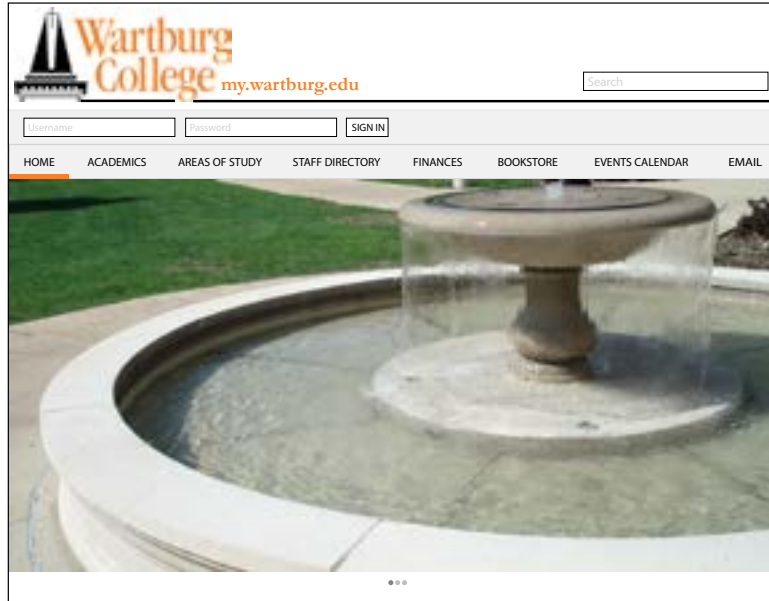 Wartburg
College my.wartburg.edu
Search
Username Password SIGN IN
HOME ACADEMICS AREAS OF STUDY STAFF DIRECTORY FINANCES BOOKSTORE EVENTS CALENDAR EMAIL